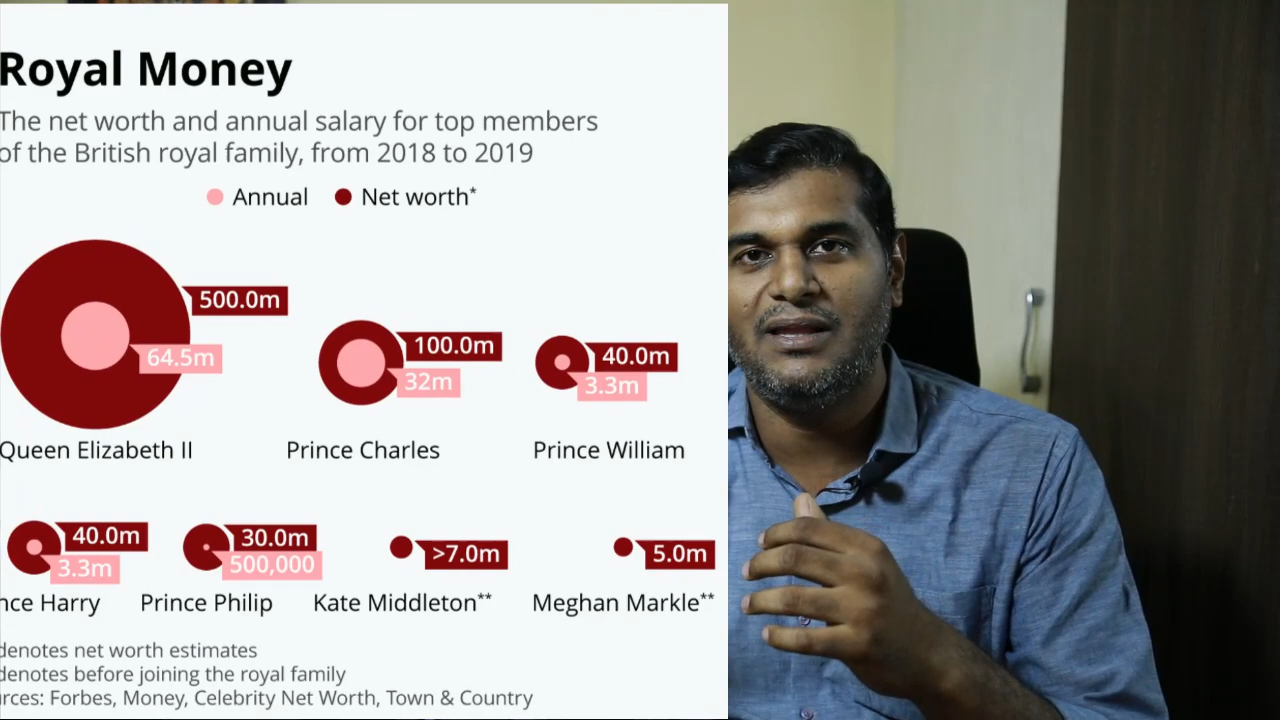 Royal Money
The net worth and annual salary for top members
of the British royal family, from 2018 to 2019
Annual Net worth*
500.0m
64.5m
100.0m
32m
40.0m
3.3m
Queen Elizabeth II Prince Charles Prince William
40.0m
3.3m
30.0m
500,000
>7.0m
5.0m
nce Harry Prince Philip Kate Middleton** Meghan Markle**
denotes net worth estimates
denotes before joining the royal family
rces: Forbes, Money, Celebrity Net Worth, Town & Country